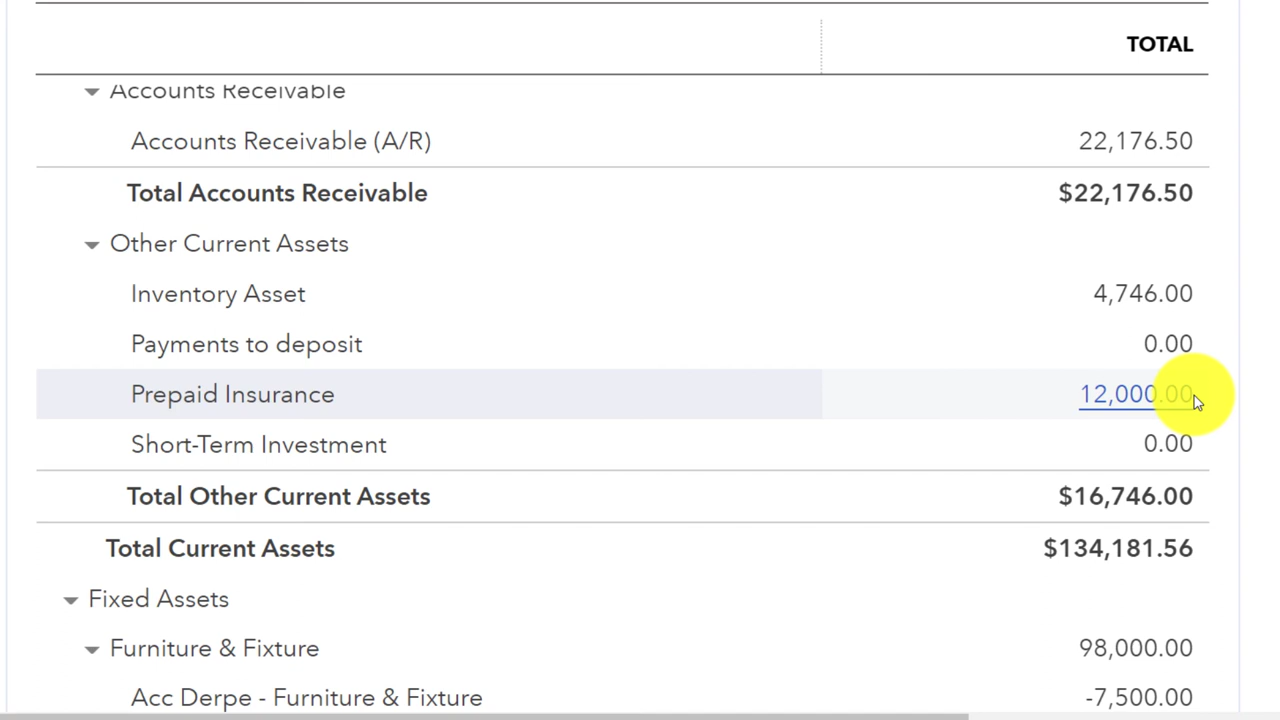 TOTAL
Accounts Receivable
Accounts Receivable (A/R) 22,176.50
Total Accounts Receivable $22,176.50
Other Current Assets
Inventory Asset 4,746.00
Payments to deposit 0.00
Prepaid Insurance 12,000.00
Short-Term Investment 0.00
Total Other Current Assets $16,746.00
Total Current Assets $134,181.56
Fixed Assets
Furniture & Fixture 98,000.00
Acc Derpe - Furniture & Fixture -7,500.00